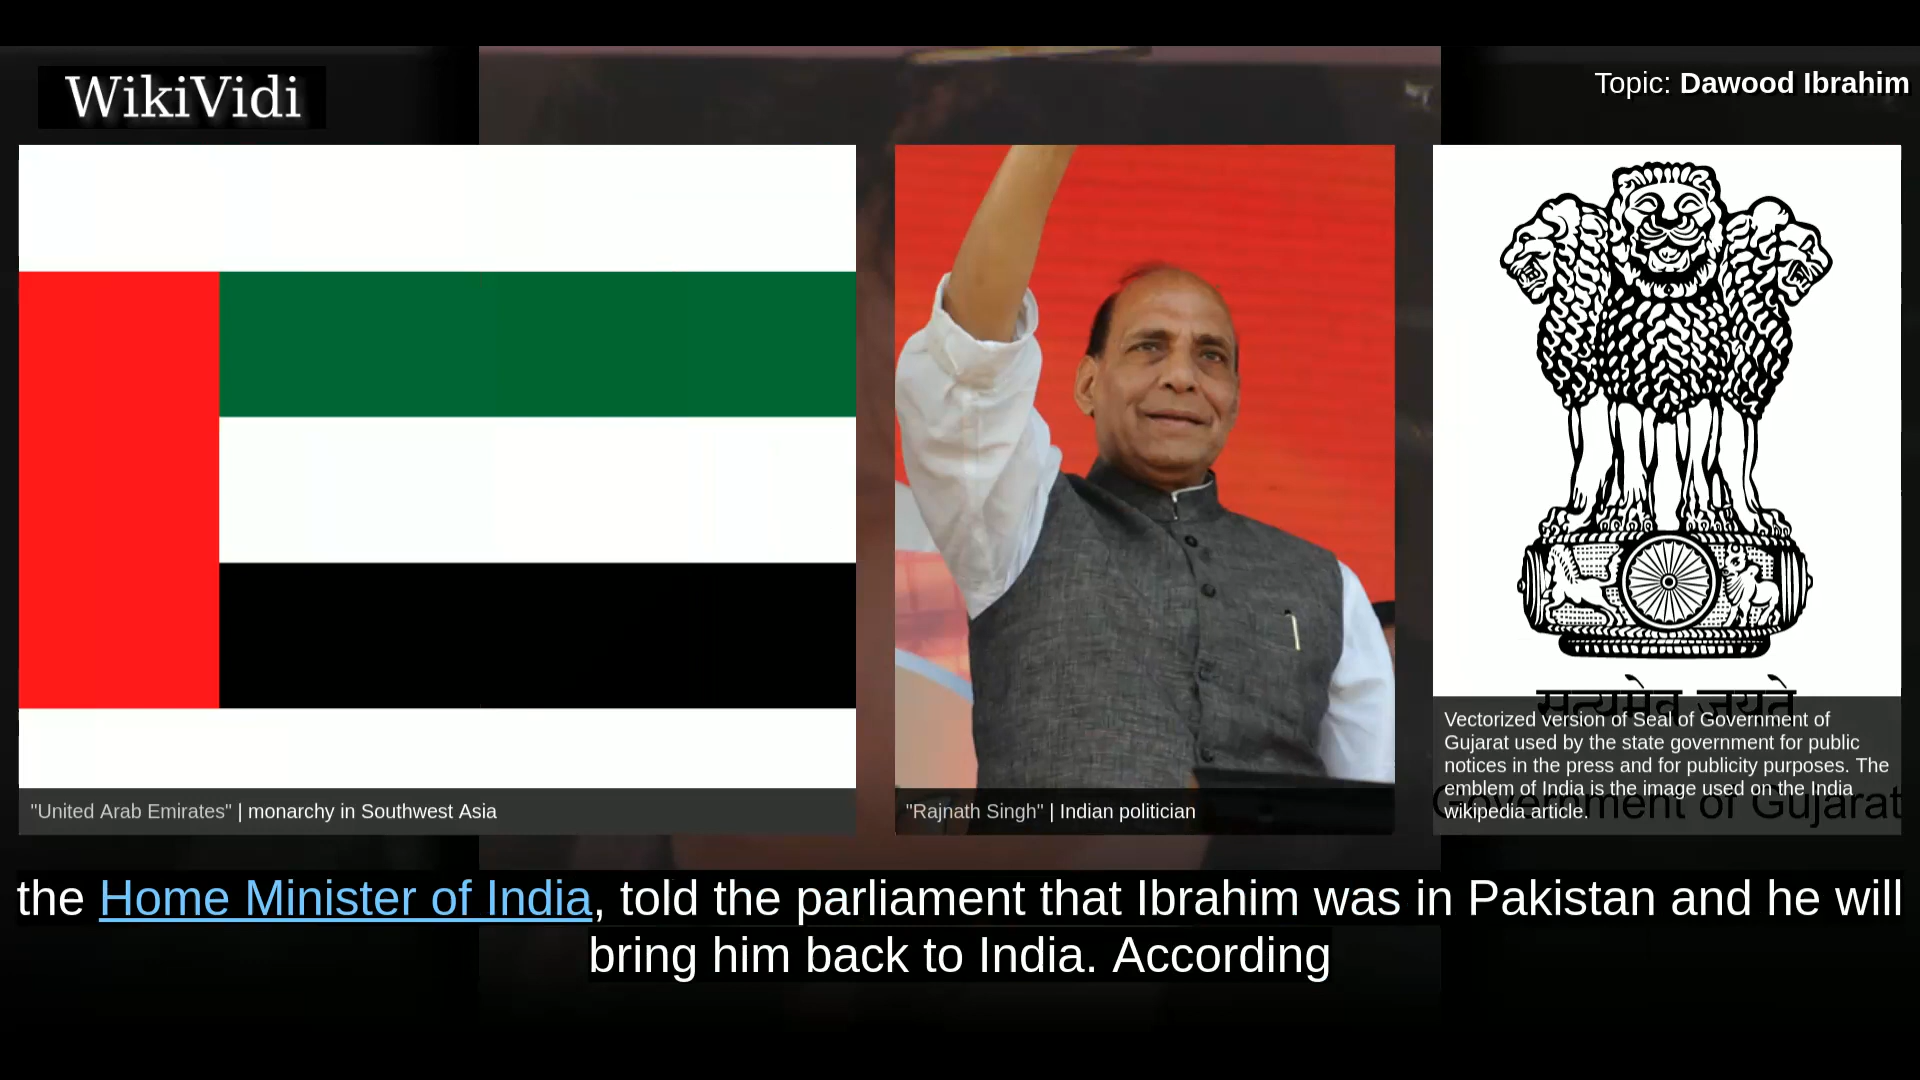 WikiVidi
Topic: Dawood Ibrahim
सत्यमेव जयते
Government of Gujarat
"United Arab Emirates" | monarchy in Southwest Asia
"Rajnath Singh" | Indian politician
Vectorized version of Seal of Government of
Gujarat used by the state government for public
notices in the press and for publicity purposes. The
emblem of India is the image used on the India
wikipedia article.
the Home Minister of India, told the parliament that Ibrahim was in Pakistan and he will
bring him back to India. According